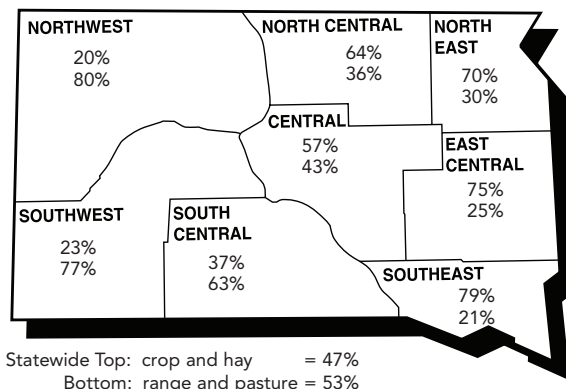 NORTHWEST
20%
80%
NORTH CENTRAL
64%
36%
NORTH
EAST
70%
30%
CENTRAL
57%
43%
EAST
CENTRAL
75%
25%
SOUTHWEST
23%
77%
SOUTH
CENTRAL
37%
63%
SOUTHEAST
79%
21%
Statewide Top: crop and hay = 47%
Bottom: range and pasture = 53%